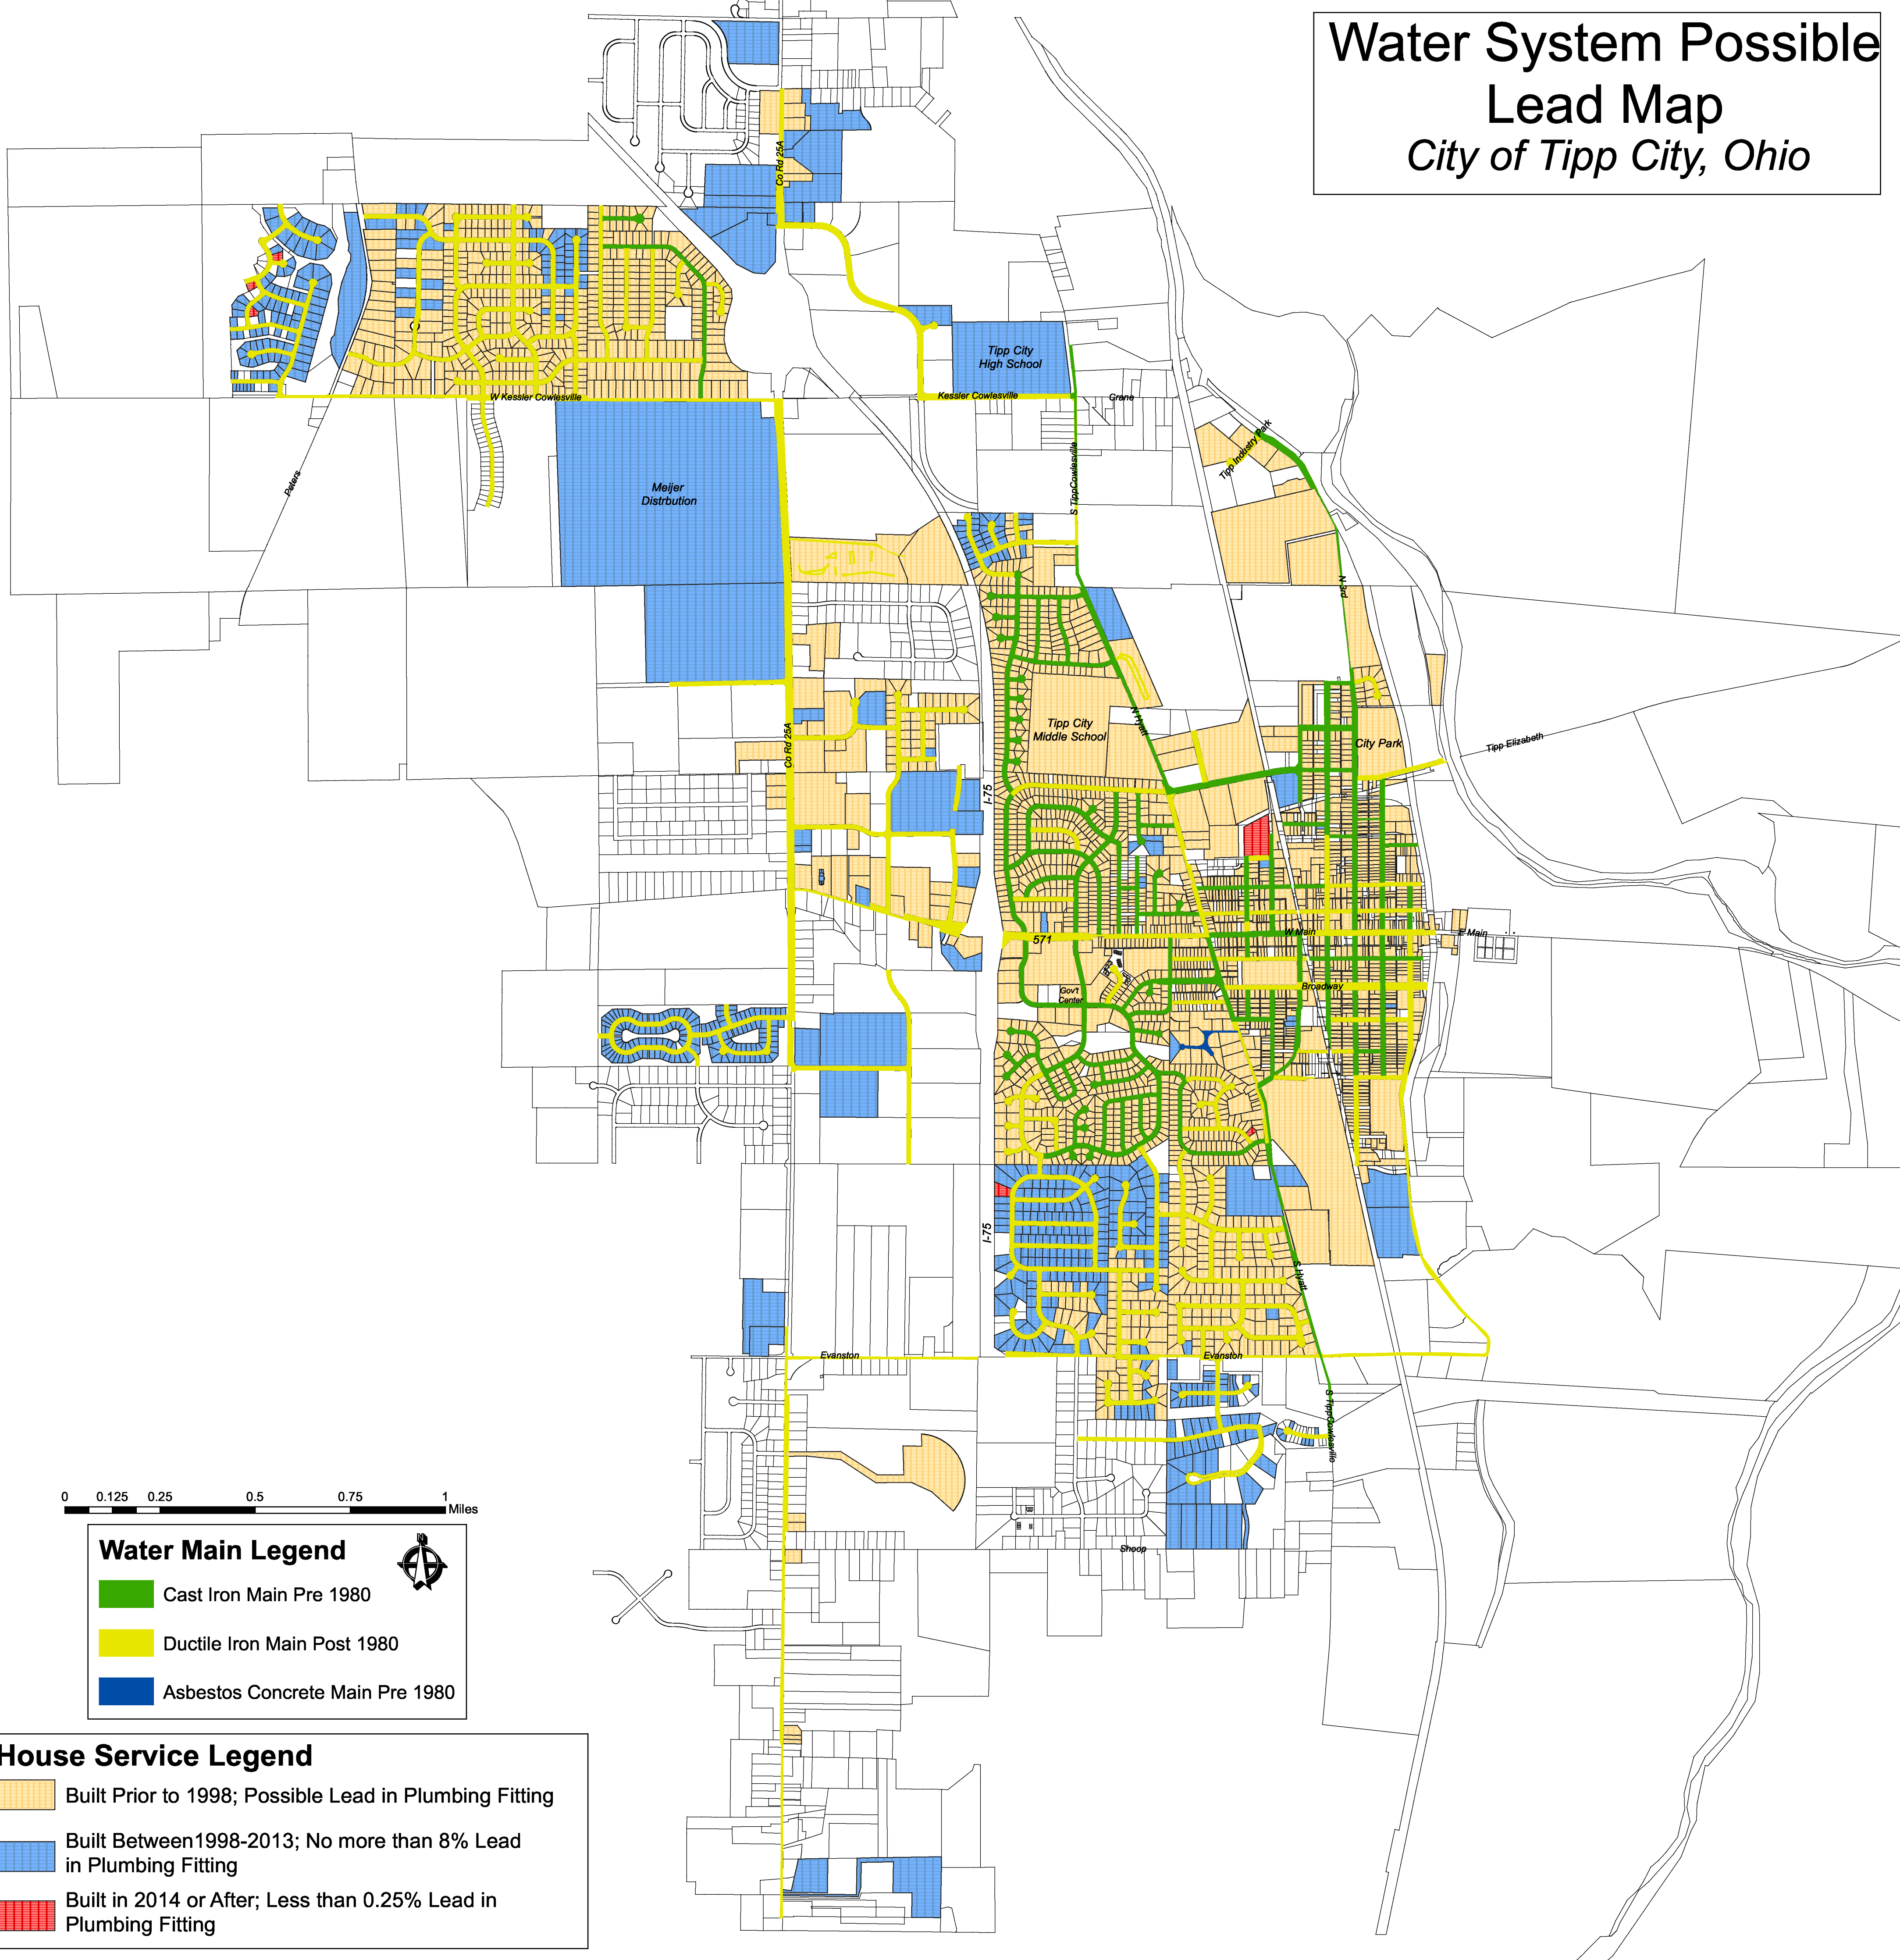 Water System Possible
Lead Map
City of Tipp City, Ohio
Co Rd 25A
Tipp City
High School
W Kessler Cowlesville
Kessler Cowlesville
Crane
Tipp Industry Park
S TippCowlesville
Peters
Meijer
Distrbution
N 3rd
N Hyatt
Tipp City
Middle School
City Park
Tipp Elizabeth
Co Rd 25A
I-75
571
W Main
E Main
Broadway
Gov't
Center
I-75
S Hyatt
Evanston
Evanston
S TippCowlesville
Shoop
0
0.125
0.25
0.5
0.75
1
Miles
Water Main Legend
N
Cast Iron Main Pre 1980
Ductile Iron Main Post 1980
Asbestos Concrete Main Pre 1980
House Service Legend
Built Prior to 1998; Possible Lead in Plumbing Fitting
Built Between1998-2013; No more than 8% Lead
in Plumbing Fitting
Built in 2014 or After; Less than 0.25% Lead in
Plumbing Fitting